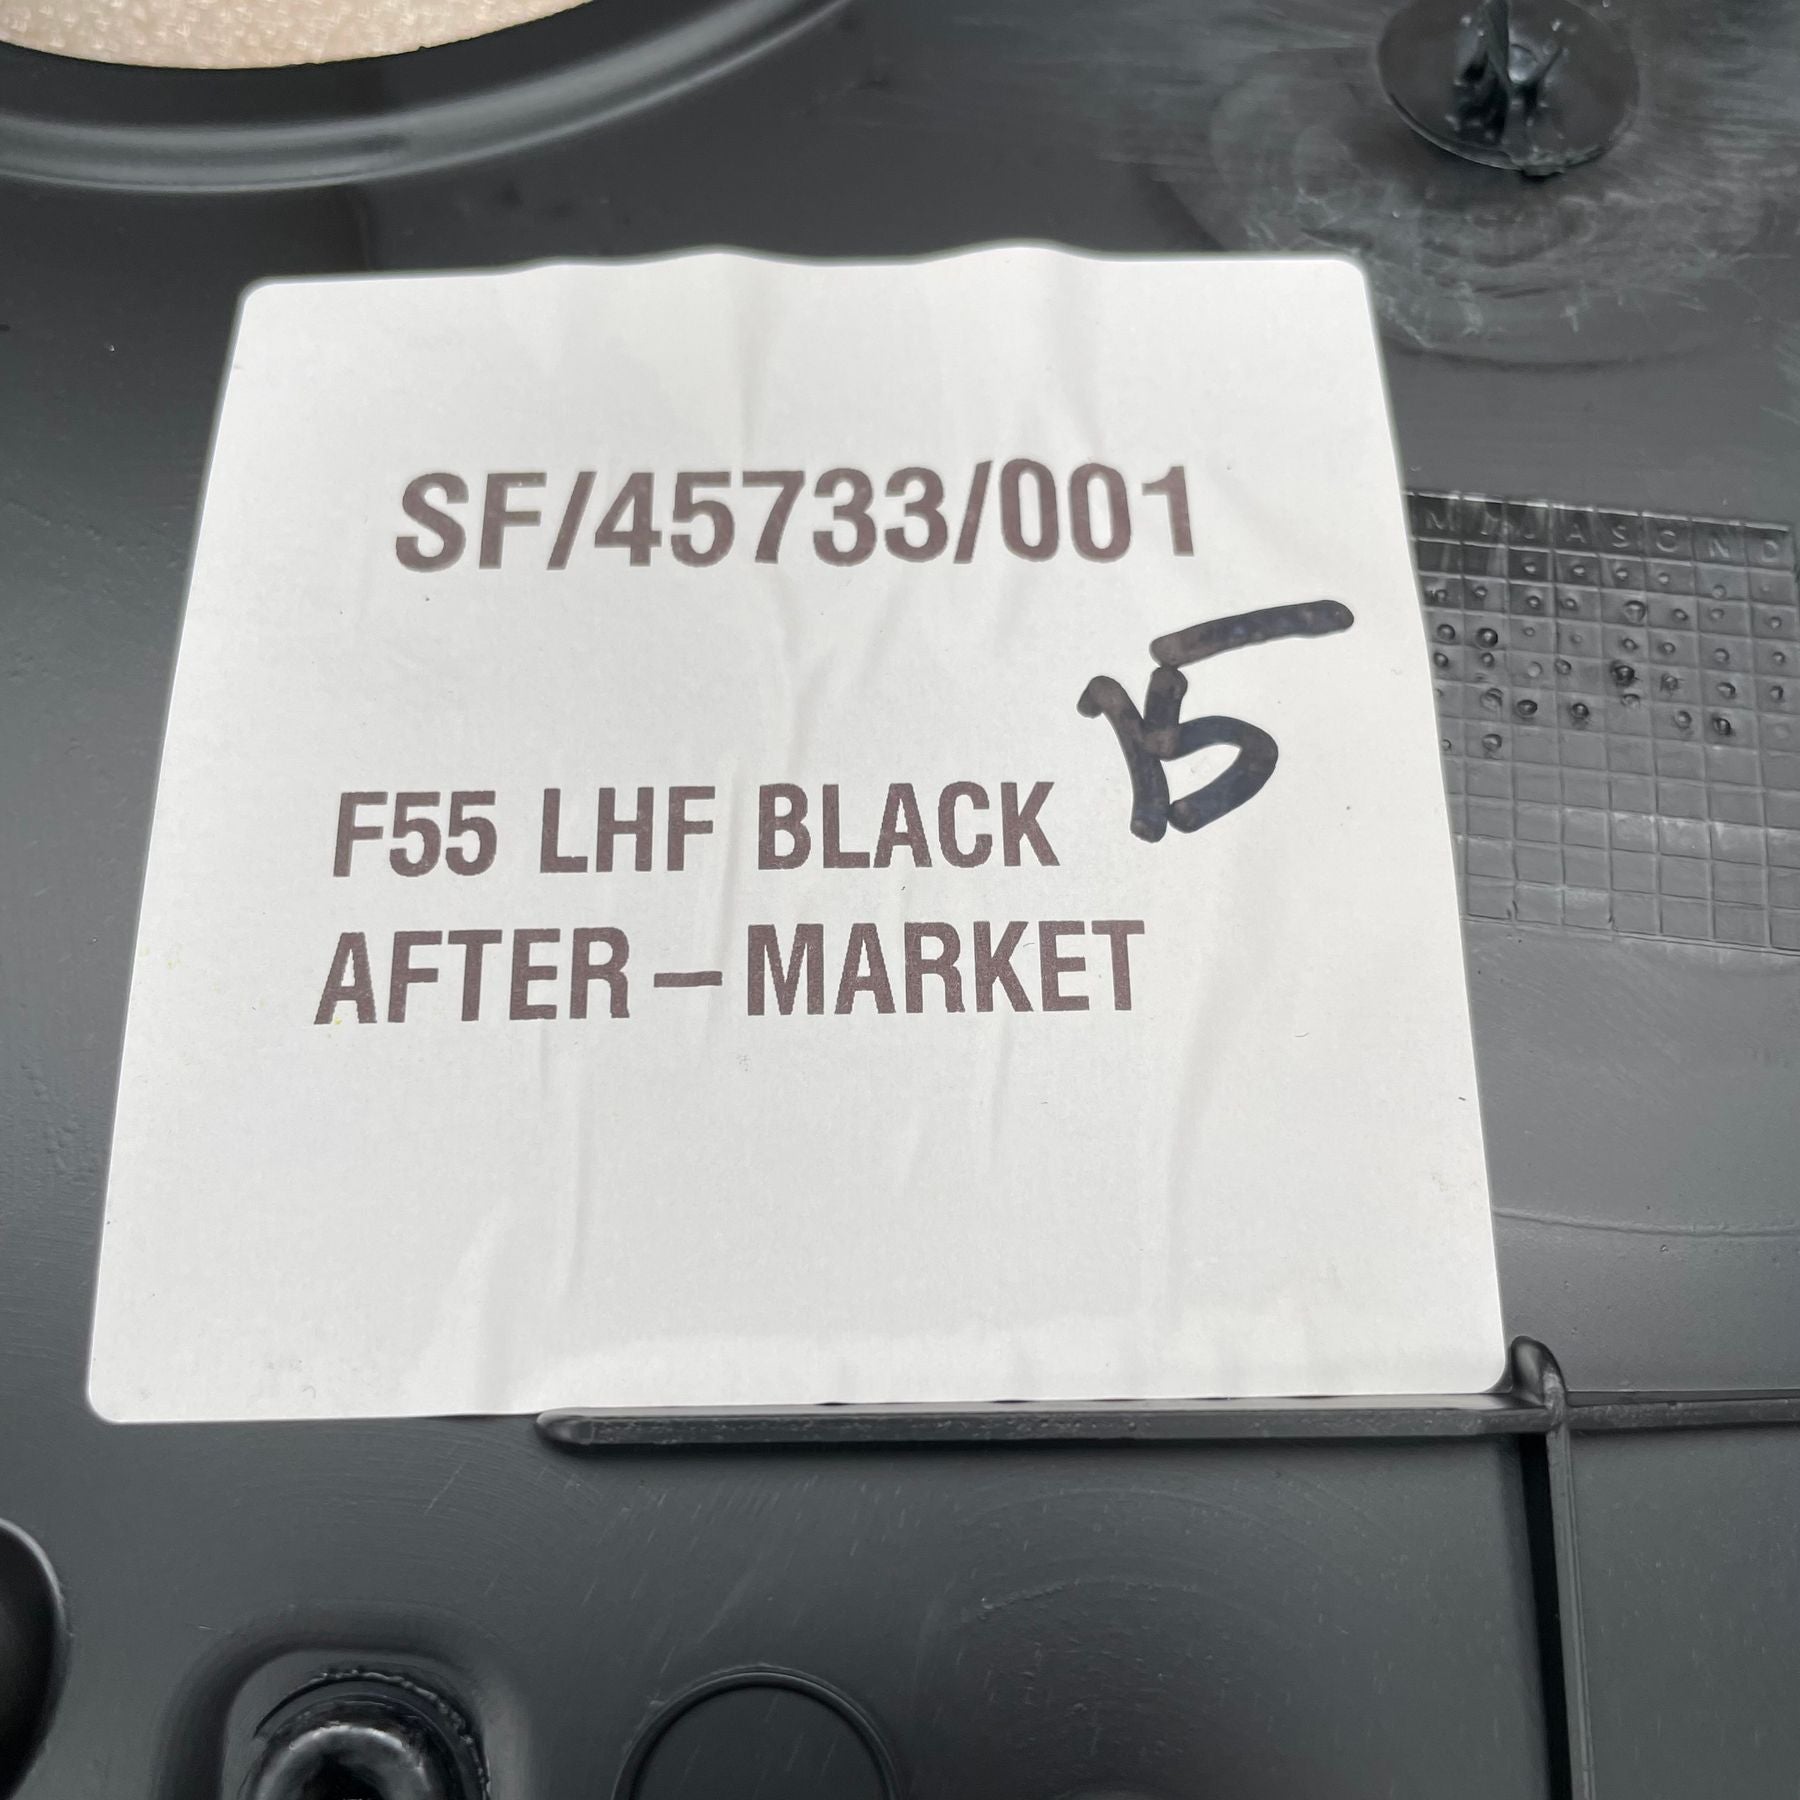 SF/45733/001
15
F55 LHF BLACK
AFTER-MARKET
M J J A S O N D